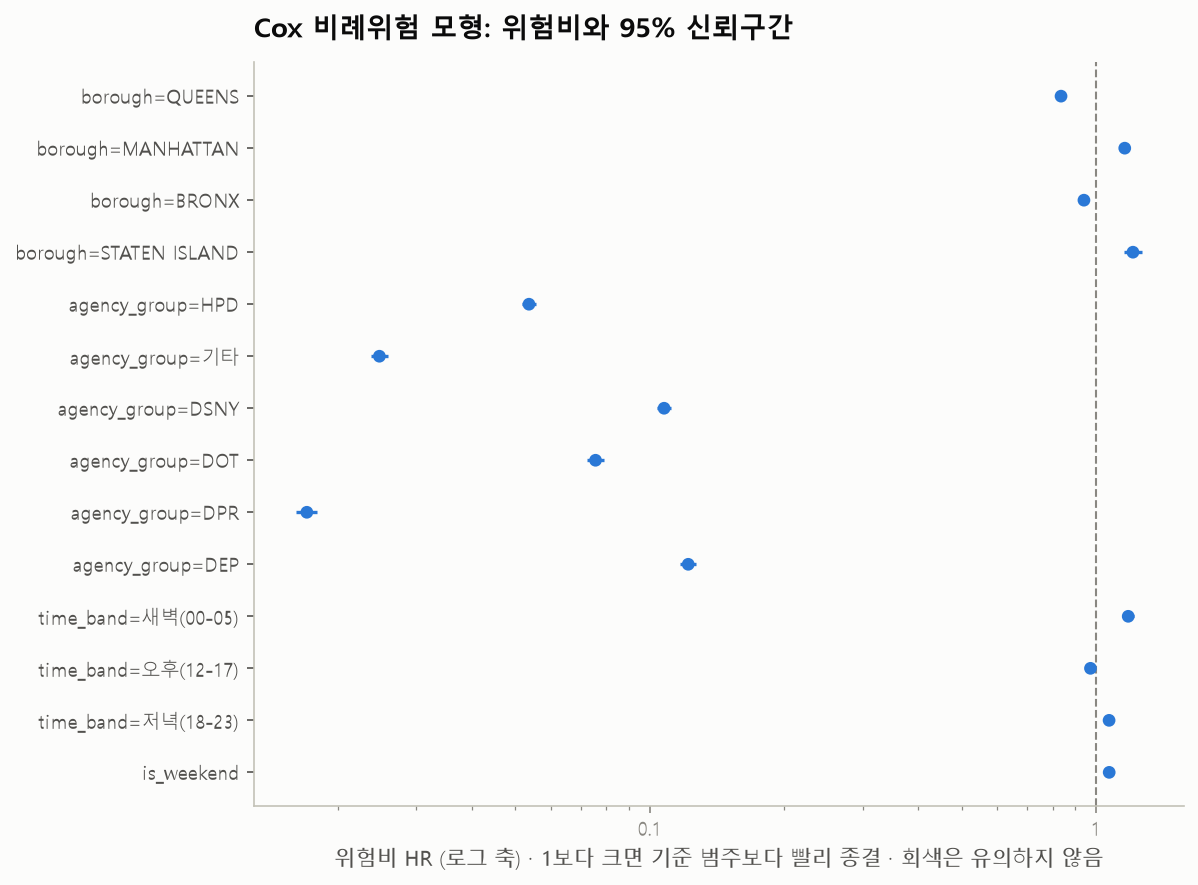 Cox 비례위험 모형: 위험비와 95% 신뢰구간
borough=QUEENS
borough=MANHATTAN
borough=BRONX
borough=STATEN ISLAND
agency_group=HPD
agency_group=기타
agency_group=DSNY
agency_group=DOT
agency_group=DPR
agency_group=DEP
time_band=새벽(00-05)
time_band=오후(12-17)
time_band=저녁(18-23)
is_weekend
0.1 1
위험비 HR (로그 축) · 1보다 크면 기준 범주보다 빨리 종결 · 회색은 유의하지 않음